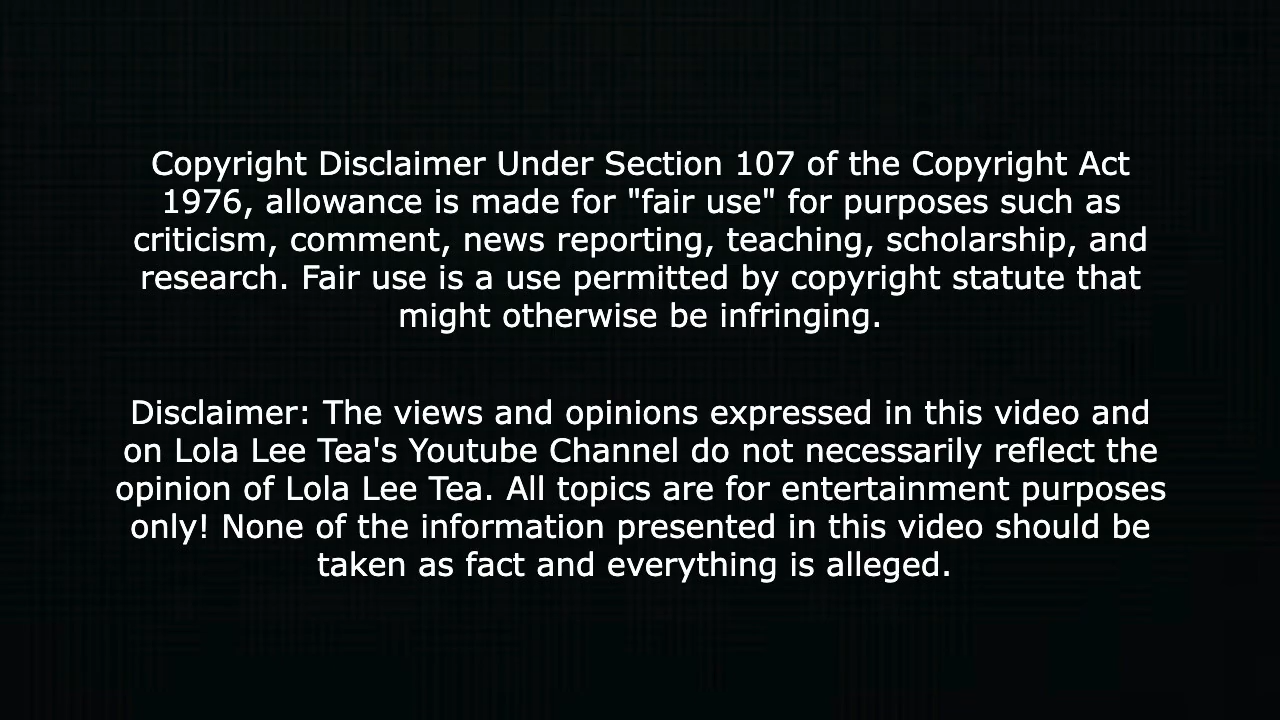 Copyright Disclaimer Under Section 107 of the Copyright Act
1976, allowance is made for "fair use" for purposes such as
criticism, comment, news reporting, teaching, scholarship, and
research. Fair use is a use permitted by copyright statute that
might otherwise be infringing.
Disclaimer: The views and opinions expressed in this video and
on Lola Lee Tea's Youtube Channel do not necessarily reflect the
opinion of Lola Lee Tea. All topics are for entertainment purposes
only! None of the information presented in this video should be
taken as fact and everything is alleged.